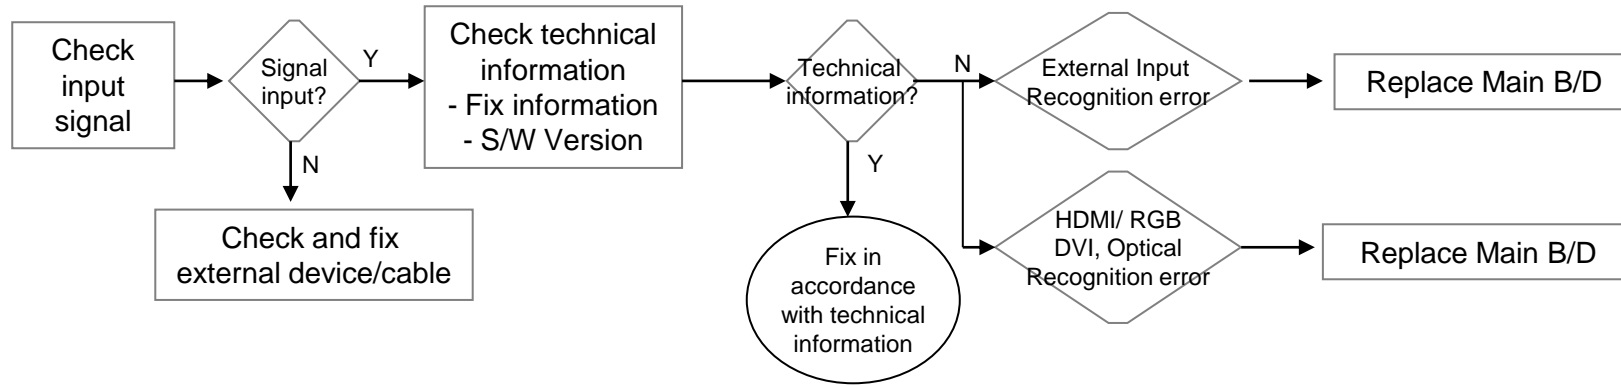 Check
input
signal
Signal
input?
Y
N
Check and fix
external device/cable
Check technical
information
- Fix information
- S/W Version
Technical
information?
N
Y
Fix in
accordance
with technical
information
External Input
Recognition error
Replace Main B/D
HDMI/ RGB
DVI, Optical
Recognition error
Replace Main B/D